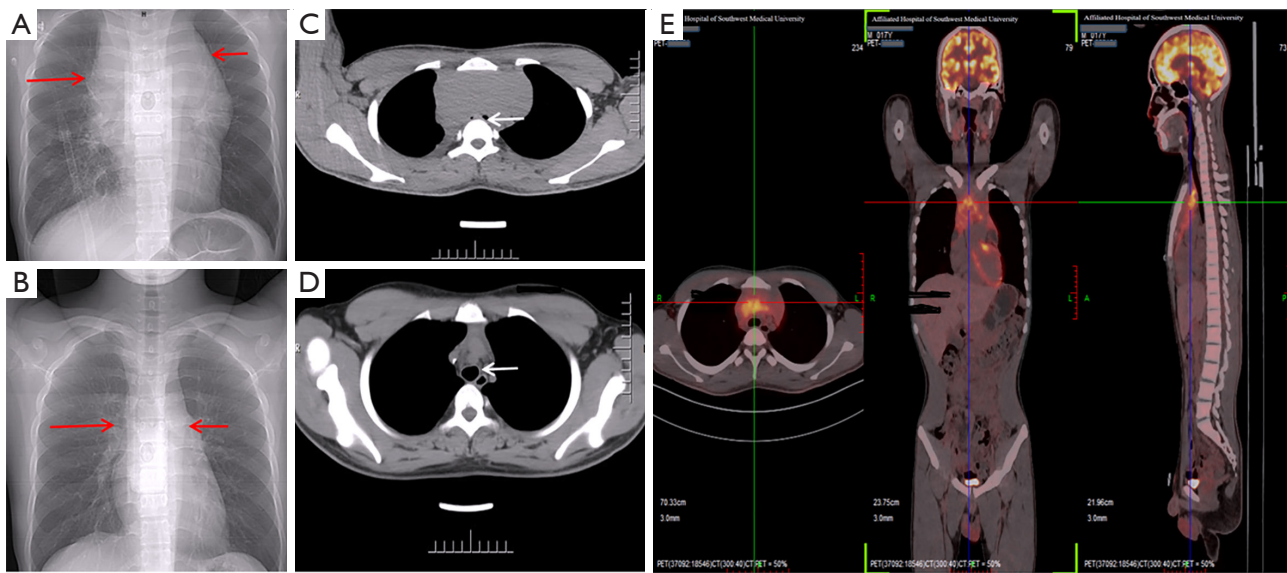 A
B
C
R
D
R
E
Affiliated Hospital of Southwest Medical University
PET-
234
R
L
70.33cm
3.0mm
PET(37092:18546)CT(300:40)CT PET = 50%
Affiliated Hospital of Southwest Medical University
M 017Y
PET-
79
R
L
23.75cm
3.0mm
PET(37092:18546)CT(300:40)CT PET = 50%
Affiliated Hospital of Southwest Medical University
M 017Y
PET-
73
A
P
21.96cm
3.0mm
PET(37092:18546)CT(300:40)CT PET = 50%